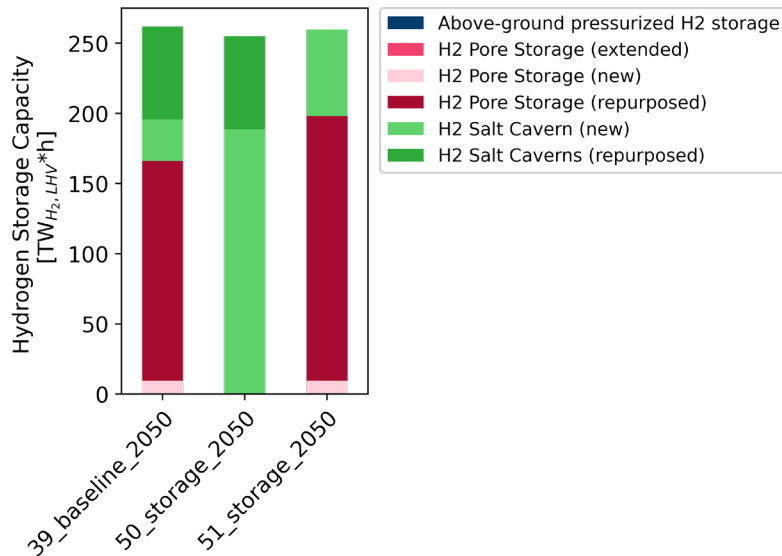 Hydrogen Storage Capacity
[TW_{H_2, LHV}*h]
250
200
150
100
50
0
39_baseline_2050
50_storage_2050
51_storage_2050
Above-ground pressurized H2 storage
H2 Pore Storage (extended)
H2 Pore Storage (new)
H2 Pore Storage (repurposed)
H2 Salt Cavern (new)
H2 Salt Caverns (repurposed)